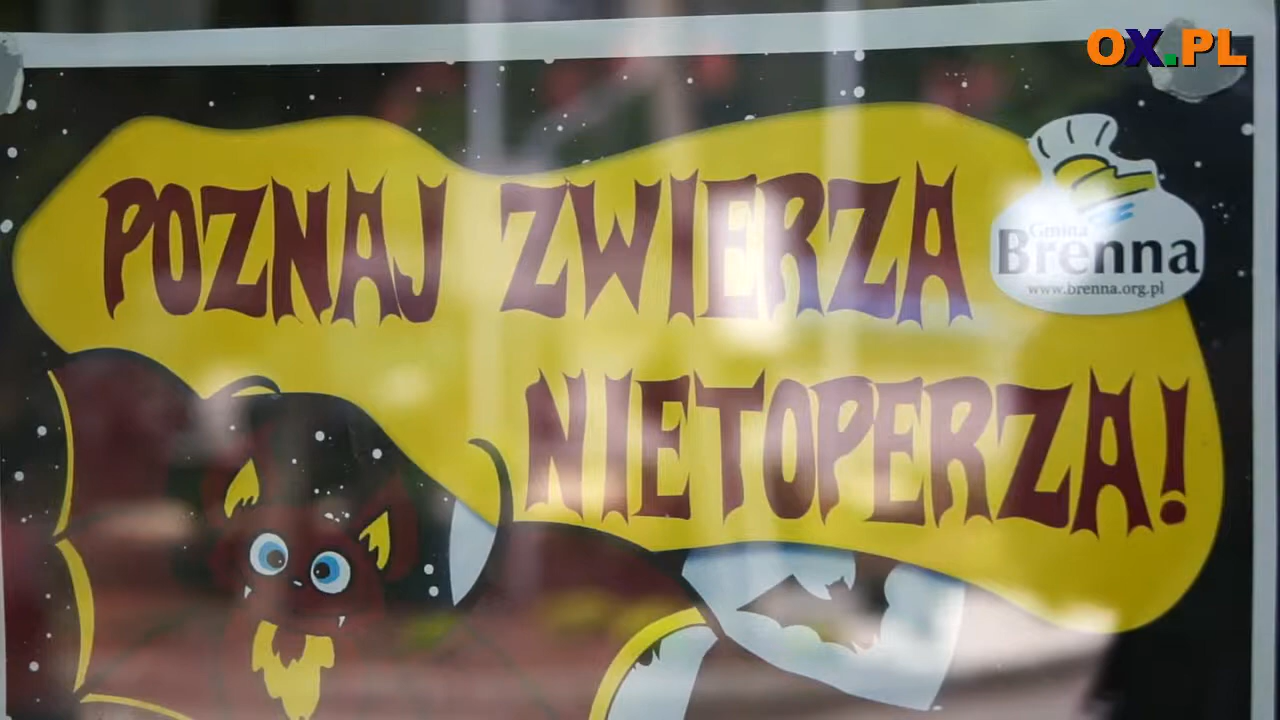 OX.PL
POZNAJ ZWIERZA
Gmina
Brenna
www.brenna.org.pl
NIETOPERZA!